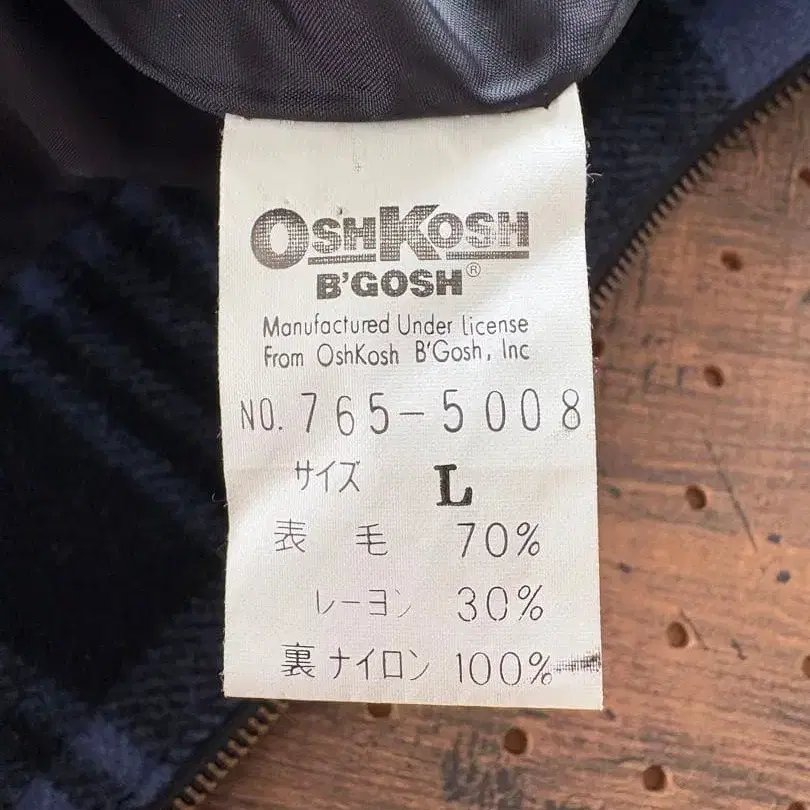 OSHKOSH
B'GOSH®
Manufactured Under License
From OshKosh B'Gosh, Inc
NO. 765-5008
サイズ L
表 毛 70%
レーヨン 30%
裏 ナイロン 100%